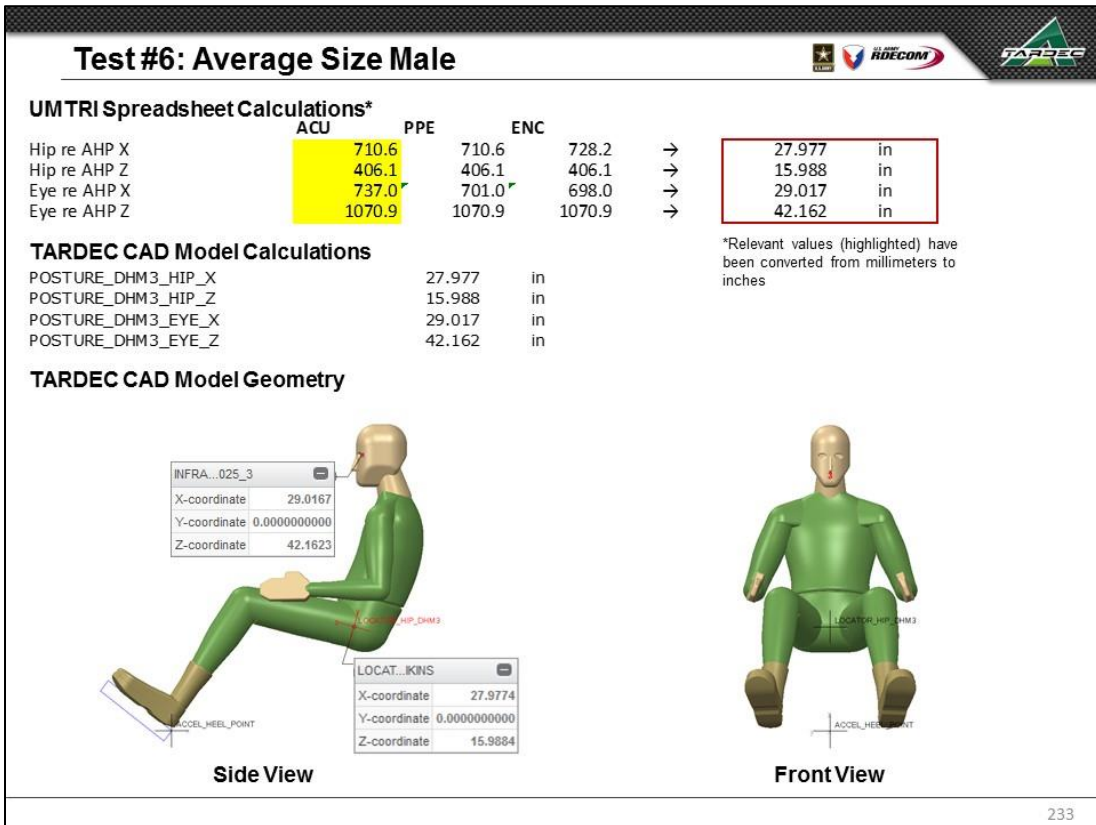 Test #6: Average Size Male
U.S. ARMY
U.S. ARMY
RDECOM
TARDEC
UMTRI Spreadsheet Calculations*
ACU PPE ENC
Hip re AHP X 710.6 710.6 728.2 → 27.977 in
Hip re AHP Z 406.1 406.1 406.1 → 15.988 in
Eye re AHP X 737.0 701.0 698.0 → 29.017 in
Eye re AHP Z 1070.9 1070.9 1070.9 → 42.162 in
*Relevant values (highlighted) have
been converted from millimeters to
inches
TARDEC CAD Model Calculations
POSTURE_DHM3_HIP_X 27.977 in
POSTURE_DHM3_HIP_Z 15.988 in
POSTURE_DHM3_EYE_X 29.017 in
POSTURE_DHM3_EYE_Z 42.162 in
TARDEC CAD Model Geometry
INFRA...025_3
X-coordinate 29.0167
Y-coordinate 0.0000000000
Z-coordinate 42.1623
LOCATOR_HIP_DHM3
LOCATOR_HIP_DHM3
LOCAT...IKINS
X-coordinate 27.9774
Y-coordinate 0.0000000000
Z-coordinate 15.9884
ACCEL_HEEL_POINT
ACCEL_HEEL_POINT
Side View
Front View
233